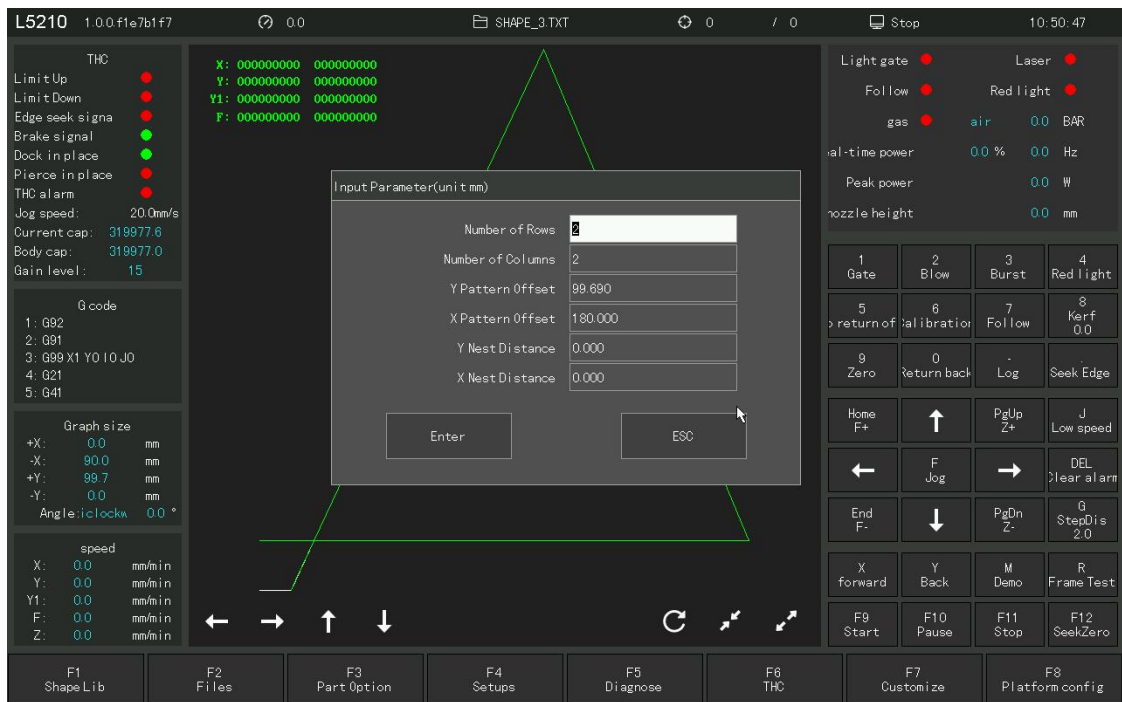 L5210 1.0.0.f1e7b1f7 0.0 SHAPE_3.TXT 0 / 0 Stop 10:50:47
THC
Limit Up
Limit Down
Edge seek signa
Brake signal
Dock in place
Pierce in place
THC alarm
Jog speed: 20.0mm/s
Current cap: 319977.6
Body cap: 319977.0
Gain level: 15
G code
1: G92
2: G91
3: G99 X1 Y0 I0 J0
4: G21
5: G41
Graph size
+X: 0.0 mm
-X: 90.0 mm
+Y: 99.7 mm
-Y: 0.0 mm
Angle:iclockw 0.0 °
speed
X: 0.0 mm/min
Y: 0.0 mm/min
Y1: 0.0 mm/min
F: 0.0 mm/min
Z: 0.0 mm/min
X: 000000000 000000000
Y: 000000000 000000000
Y1: 000000000 000000000
F: 000000000 000000000
Input Parameter(unit mm)
Number of Rows 2
Number of Columns 2
Y Pattern Offset 99.690
X Pattern Offset 180.000
Y Nest Distance 0.000
X Nest Distance 0.000
Enter ESC
Light gate Laser
Follow Red light
gas air 0.0 BAR
al-time power 0.0 % 0.0 Hz
Peak power 0.0 W
nozzle height 0.0 mm
1 2 3 4
Gate Blow Burst Red light
5 6 7 8
o return of Calibration Follow Kerf
0.0
9 0 - .
Zero Return back Log Seek Edge
Home PgUp J
F+ Z+ Low speed
F DEL
Jog Clear alarm
End PgDn G
F- Z- StepDis
2.0
X Y M R
forward Back Demo Frame Test
F9 F10 F11 F12
Start Pause Stop SeekZero
F1 F2 F3 F4 F5 F6 F7 F8
Shape Lib Files Part Option Setups Diagnose THC Customize Platform config